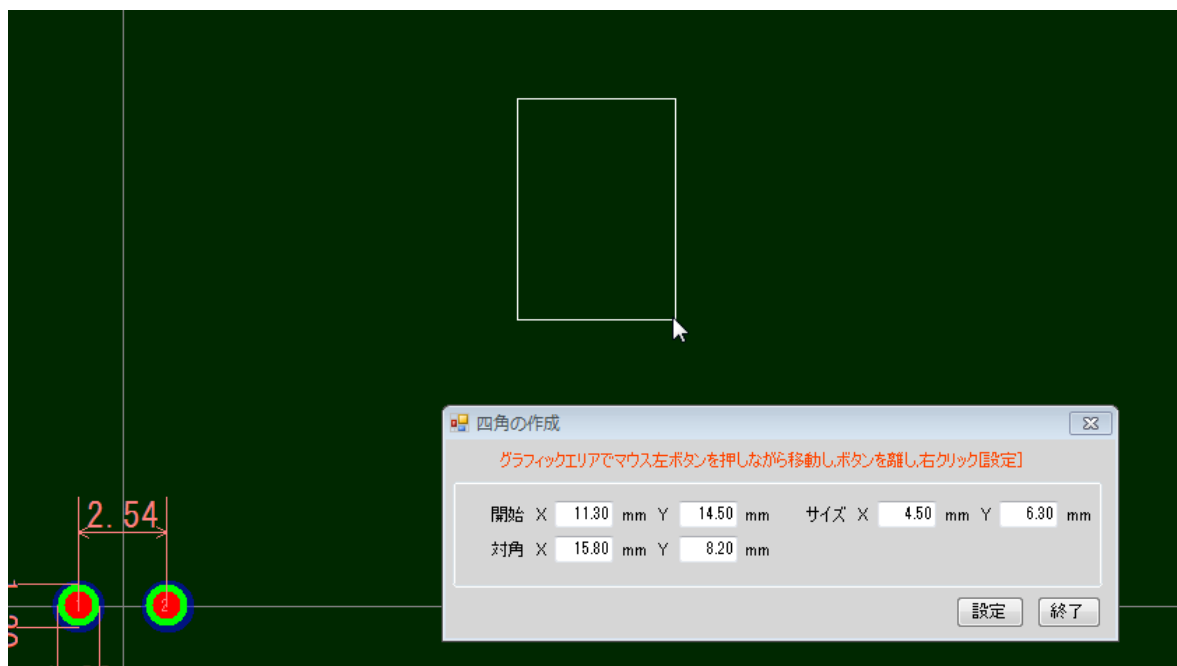 四角の作成
グラフィックエリアでマウス左ボタンを押しながら移動し,ボタンを離し,右クリック[設定]
開始 X 11.30 mm Y 14.50 mm サイズ X 4.50 mm Y 6.30 mm
対角 X 15.80 mm Y 8.20 mm
設定 終了
2.54
1 2